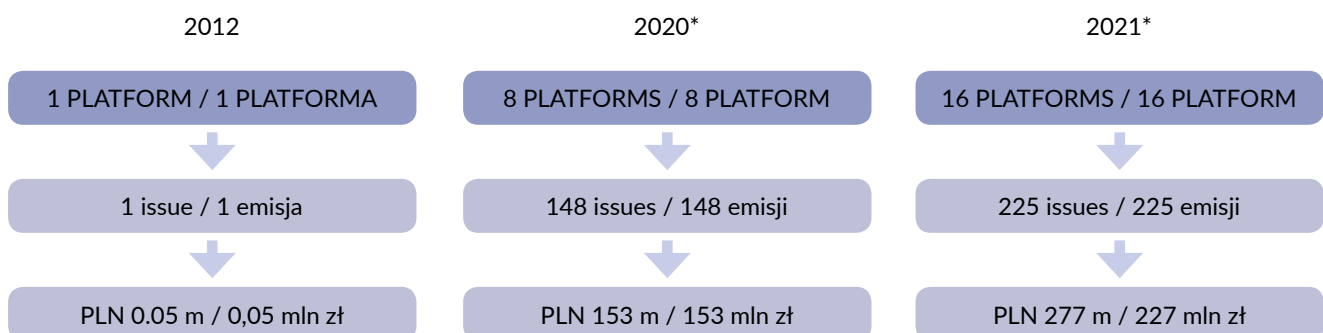 2012
2020*
2021*
1 PLATFORM / 1 PLATFORMA
8 PLATFORMS / 8 PLATFORM
16 PLATFORMS / 16 PLATFORM
1 issue / 1 emisja
148 issues / 148 emisji
225 issues / 225 emisji
PLN 0.05 m / 0,05 mln zł
PLN 153 m / 153 mln zł
PLN 277 m / 227 mln zł